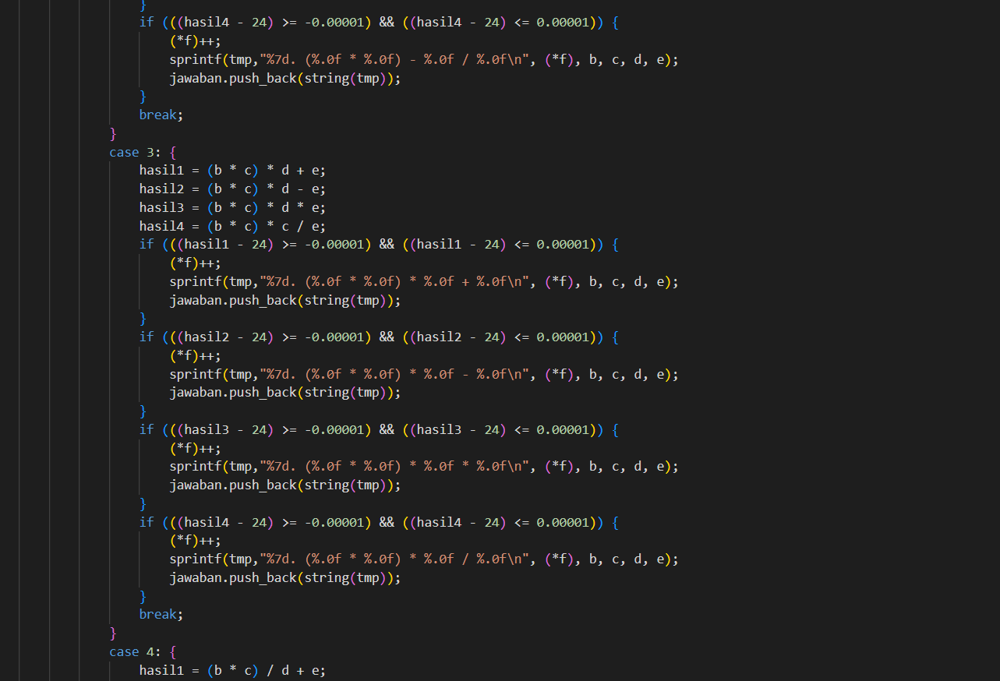 }
if (((hasil4 - 24) >= -0.00001) && ((hasil4 - 24) <= 0.00001)) {
(*f)++;
sprintf(tmp,"%7d. (%.0f * %.0f) - %.0f / %.0f\n", (*f), b, c, d, e);
jawaban.push_back(string(tmp));
}
break;
}
case 3: {
hasil1 = (b * c) * d + e;
hasil2 = (b * c) * d - e;
hasil3 = (b * c) * d * e;
hasil4 = (b * c) * c / e;
if (((hasil1 - 24) >= -0.00001) && ((hasil1 - 24) <= 0.00001)) {
(*f)++;
sprintf(tmp,"%7d. (%.0f * %.0f) * %.0f + %.0f\n", (*f), b, c, d, e);
jawaban.push_back(string(tmp));
}
if (((hasil2 - 24) >= -0.00001) && ((hasil2 - 24) <= 0.00001)) {
(*f)++;
sprintf(tmp,"%7d. (%.0f * %.0f) * %.0f - %.0f\n", (*f), b, c, d, e);
jawaban.push_back(string(tmp));
}
if (((hasil3 - 24) >= -0.00001) && ((hasil3 - 24) <= 0.00001)) {
(*f)++;
sprintf(tmp,"%7d. (%.0f * %.0f) * %.0f * %.0f\n", (*f), b, c, d, e);
jawaban.push_back(string(tmp));
}
if (((hasil4 - 24) >= -0.00001) && ((hasil4 - 24) <= 0.00001)) {
(*f)++;
sprintf(tmp,"%7d. (%.0f * %.0f) * %.0f / %.0f\n", (*f), b, c, d, e);
jawaban.push_back(string(tmp));
}
break;
}
case 4: {
hasil1 = (b * c) / d + e;